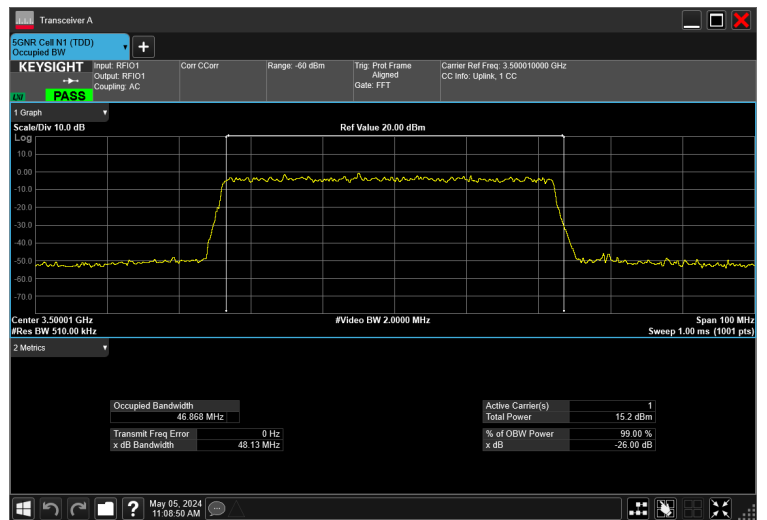 Transceiver A
5GNR Cell N1 (TDD)
Occupied BW
KEYSIGHT
Input: RFIO1
Output: RFIO1
Coupling: AC
Corr CCorr
Range: -60 dBm
Trig: Prot Frame
Aligned
Gate: FFT
Carrier Ref Freq: 3.500010000 GHz
CC Info: Uplink, 1 CC
LXI
PASS
1 Graph
Scale/Div 10.0 dB
Ref Value 20.00 dBm
Log
10.0
0.00
-10.0
-20.0
-30.0
-40.0
-50.0
-60.0
-70.0
Center 3.50001 GHz
#Video BW 2.0000 MHz
Span 100 MHz
#Res BW 510.00 kHz
Sweep 1.00 ms (1001 pts)
2 Metrics
Occupied Bandwidth
46.868 MHz
Active Carrier(s) 1
Total Power 15.2 dBm
Transmit Freq Error 0 Hz
x dB Bandwidth 48.13 MHz
% of OBW Power 99.00 %
x dB -26.00 dB
May 05, 2024
11:08:50 AM